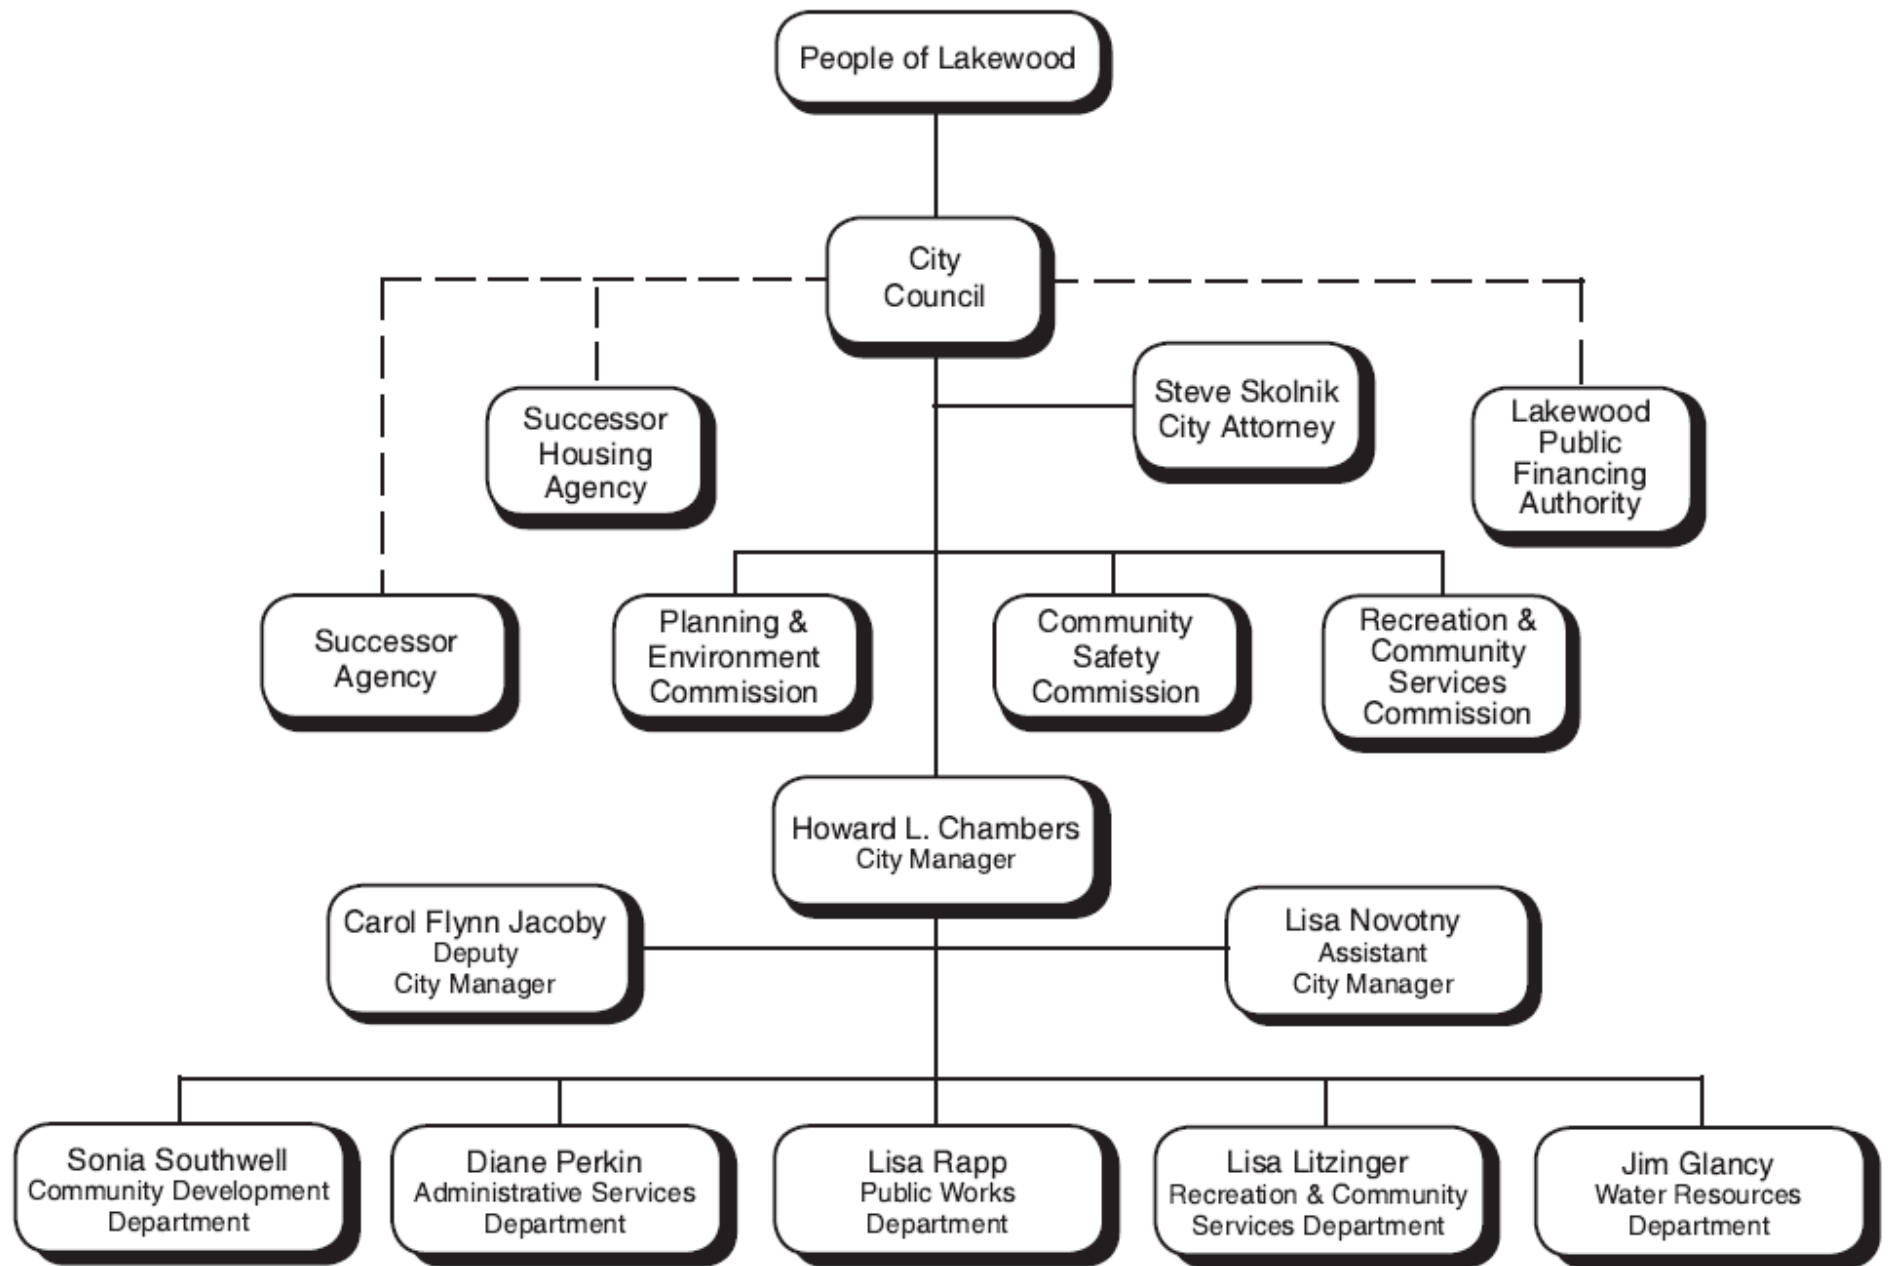 People of Lakewood
City
Council
Steve Skolnik
City Attorney
Successor
Housing
Agency
Lakewood
Public
Financing
Authority
Successor
Agency
Planning &
Environment
Commission
Community
Safety
Commission
Recreation &
Community
Services
Commission
Howard L. Chambers
City Manager
Carol Flynn Jacoby
Deputy
City Manager
Lisa Novotny
Assistant
City Manager
Sonia Southwell
Community Development
Department
Diane Perkin
Administrative Services
Department
Lisa Rapp
Public Works
Department
Lisa Litzinger
Recreation & Community
Services Department
Jim Glancy
Water Resources
Department